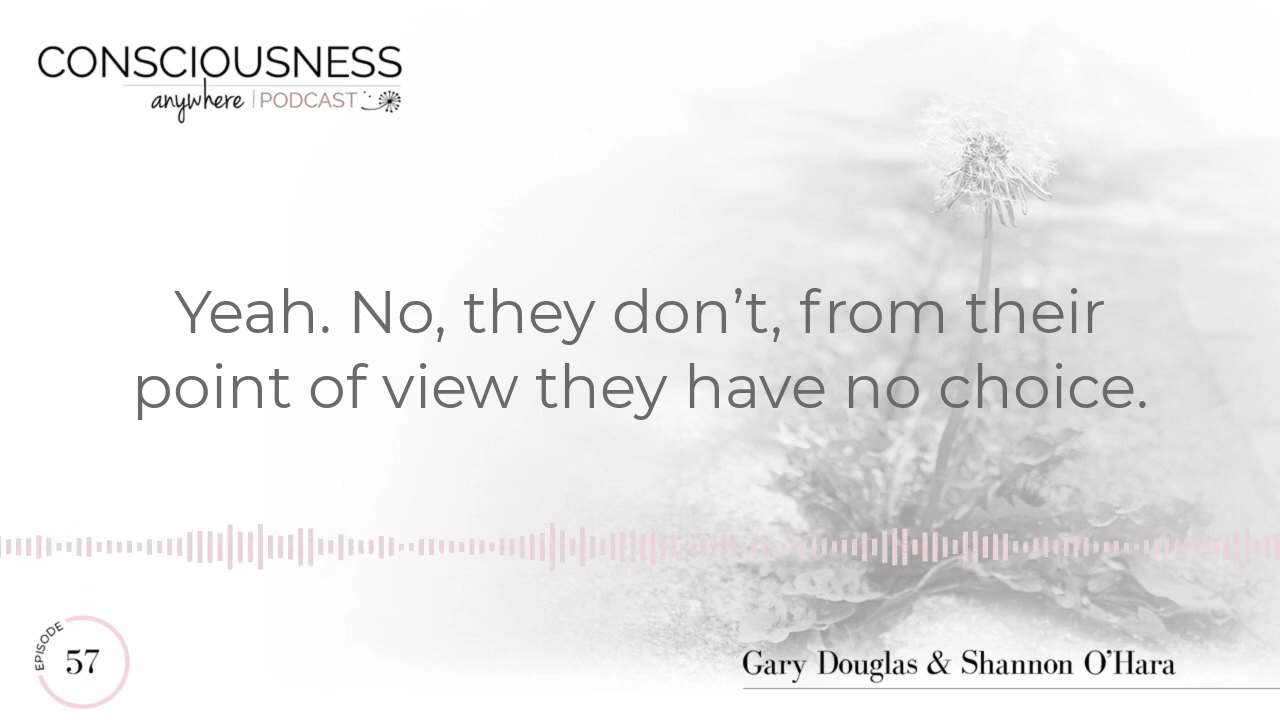 CONSCIOUSNESS
anywhere | PODCAST
Yeah. No, they don’t, from their
point of view they have no choice.
EPISODE
57
Gary Douglas & Shannon O’Hara